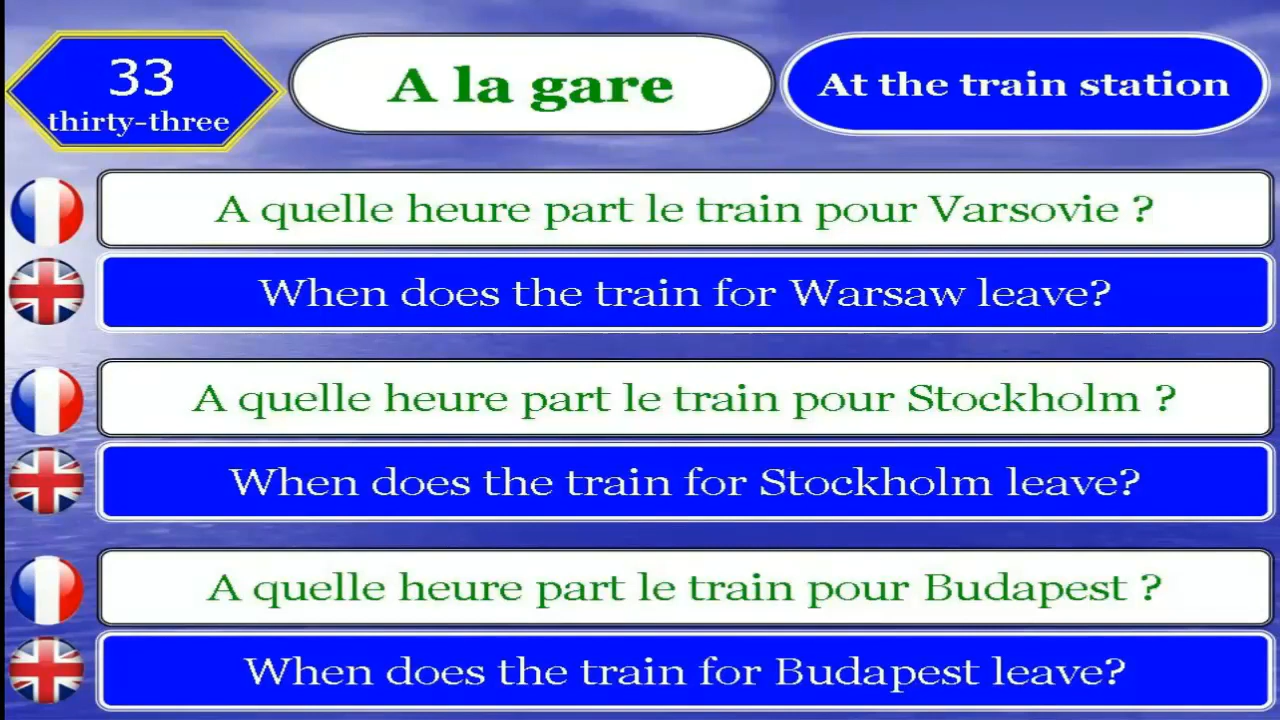 33
thirty-three
A la gare
At the train station
A quelle heure part le train pour Varsovie ?
When does the train for Warsaw leave?
A quelle heure part le train pour Stockholm ?
When does the train for Stockholm leave?
A quelle heure part le train pour Budapest ?
When does the train for Budapest leave?